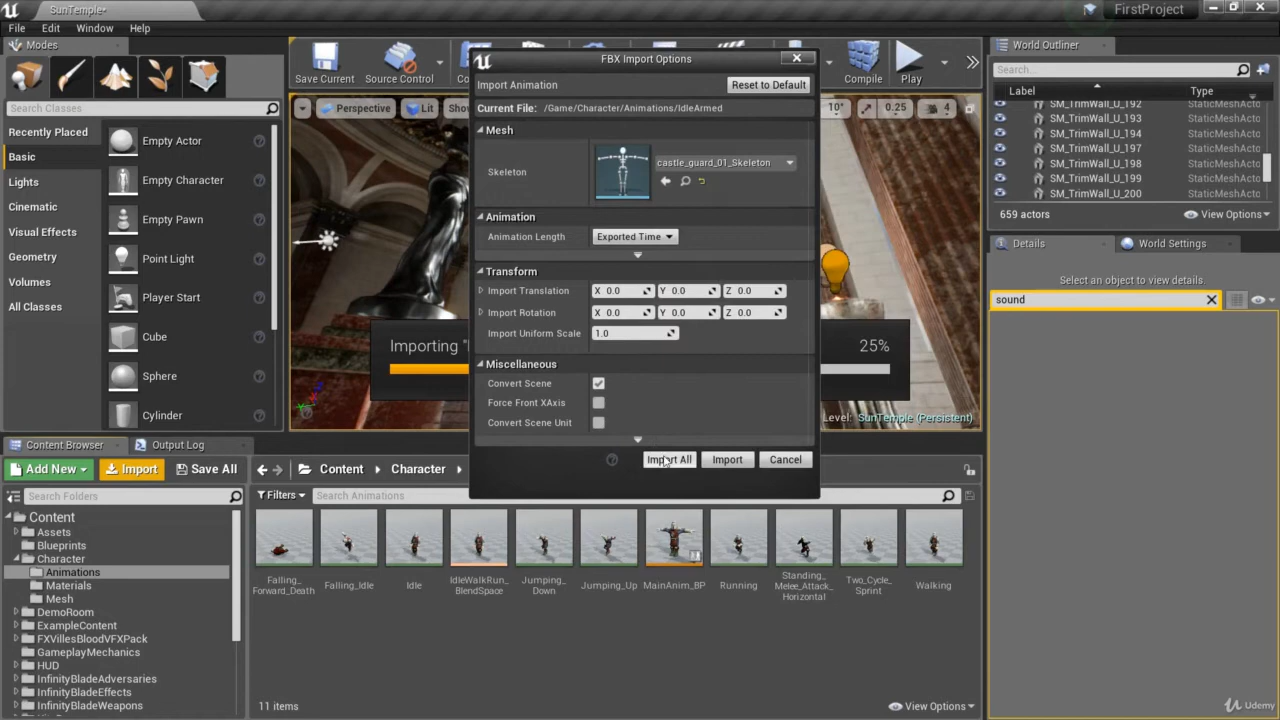 SunTemple*
FirstProject
File Edit Window Help
Modes
Search Classes
Recently Placed
Basic
Lights
Cinematic
Visual Effects
Geometry
Volumes
All Classes
Empty Actor
Empty Character
Empty Pawn
Point Light
Player Start
Cube
Sphere
Cylinder
Save Current
Source Control
Compile
Play
Perspective
Lit
10°
0.25
4
FBX Import Options
Import Animation
Reset to Default
Current File: /Game/Character/Animations/IdleArmed
Mesh
Skeleton
castle_guard_01_Skeleton
Animation
Animation Length
Exported Time
Transform
Import Translation X 0.0 Y 0.0 Z 0.0
Import Rotation X 0.0 Y 0.0 Z 0.0
Import Uniform Scale 1.0
Miscellaneous
Convert Scene
Force Front XAxis
Convert Scene Unit
Import All
Import
Cancel
25%
Level: SunTemple (Persistent)
World Outliner
Search...
Label
Type
SM_TrimWall_U_192 StaticMeshActo
SM_TrimWall_U_193 StaticMeshActo
SM_TrimWall_U_194 StaticMeshActo
SM_TrimWall_U_197 StaticMeshActo
SM_TrimWall_U_198 StaticMeshActo
SM_TrimWall_U_199 StaticMeshActo
SM_TrimWall_U_200 StaticMeshActo
659 actors
View Options
Details
World Settings
Select an object to view details
sound
Content Browser
Output Log
Add New
Import
Save All
Content
Character
Search Folders
Filters
Search Animations
Content
Assets
Blueprints
Character
Animations
Materials
Mesh
DemoRoom
ExampleContent
FXVillesBloodVFXPack
GameplayMechanics
HUD
InfinityBladeAdversaries
InfinityBladeEffects
InfinityBladeWeapons
Falling_
Forward_Death
Falling_Idle
Idle
IdleWalkRun_
BlendSpace
Jumping_
Down
Jumping_Up
MainAnim_BP
Running
Standing_
Melee_Attack_
Horizontal
Two_Cycle_
Sprint
Walking
11 items
View Options
Udemy